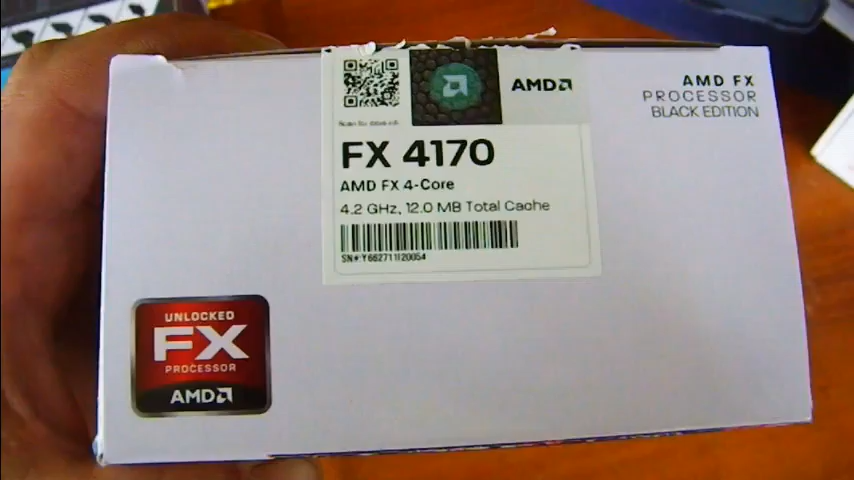 AMD
AMD FX
PROCESSOR
BLACK EDITION
FX 4170
AMD FX 4-Core
4.2 GHz, 12.0 MB Total Cache
UNLOCKED
FX
PROCESSOR
AMD